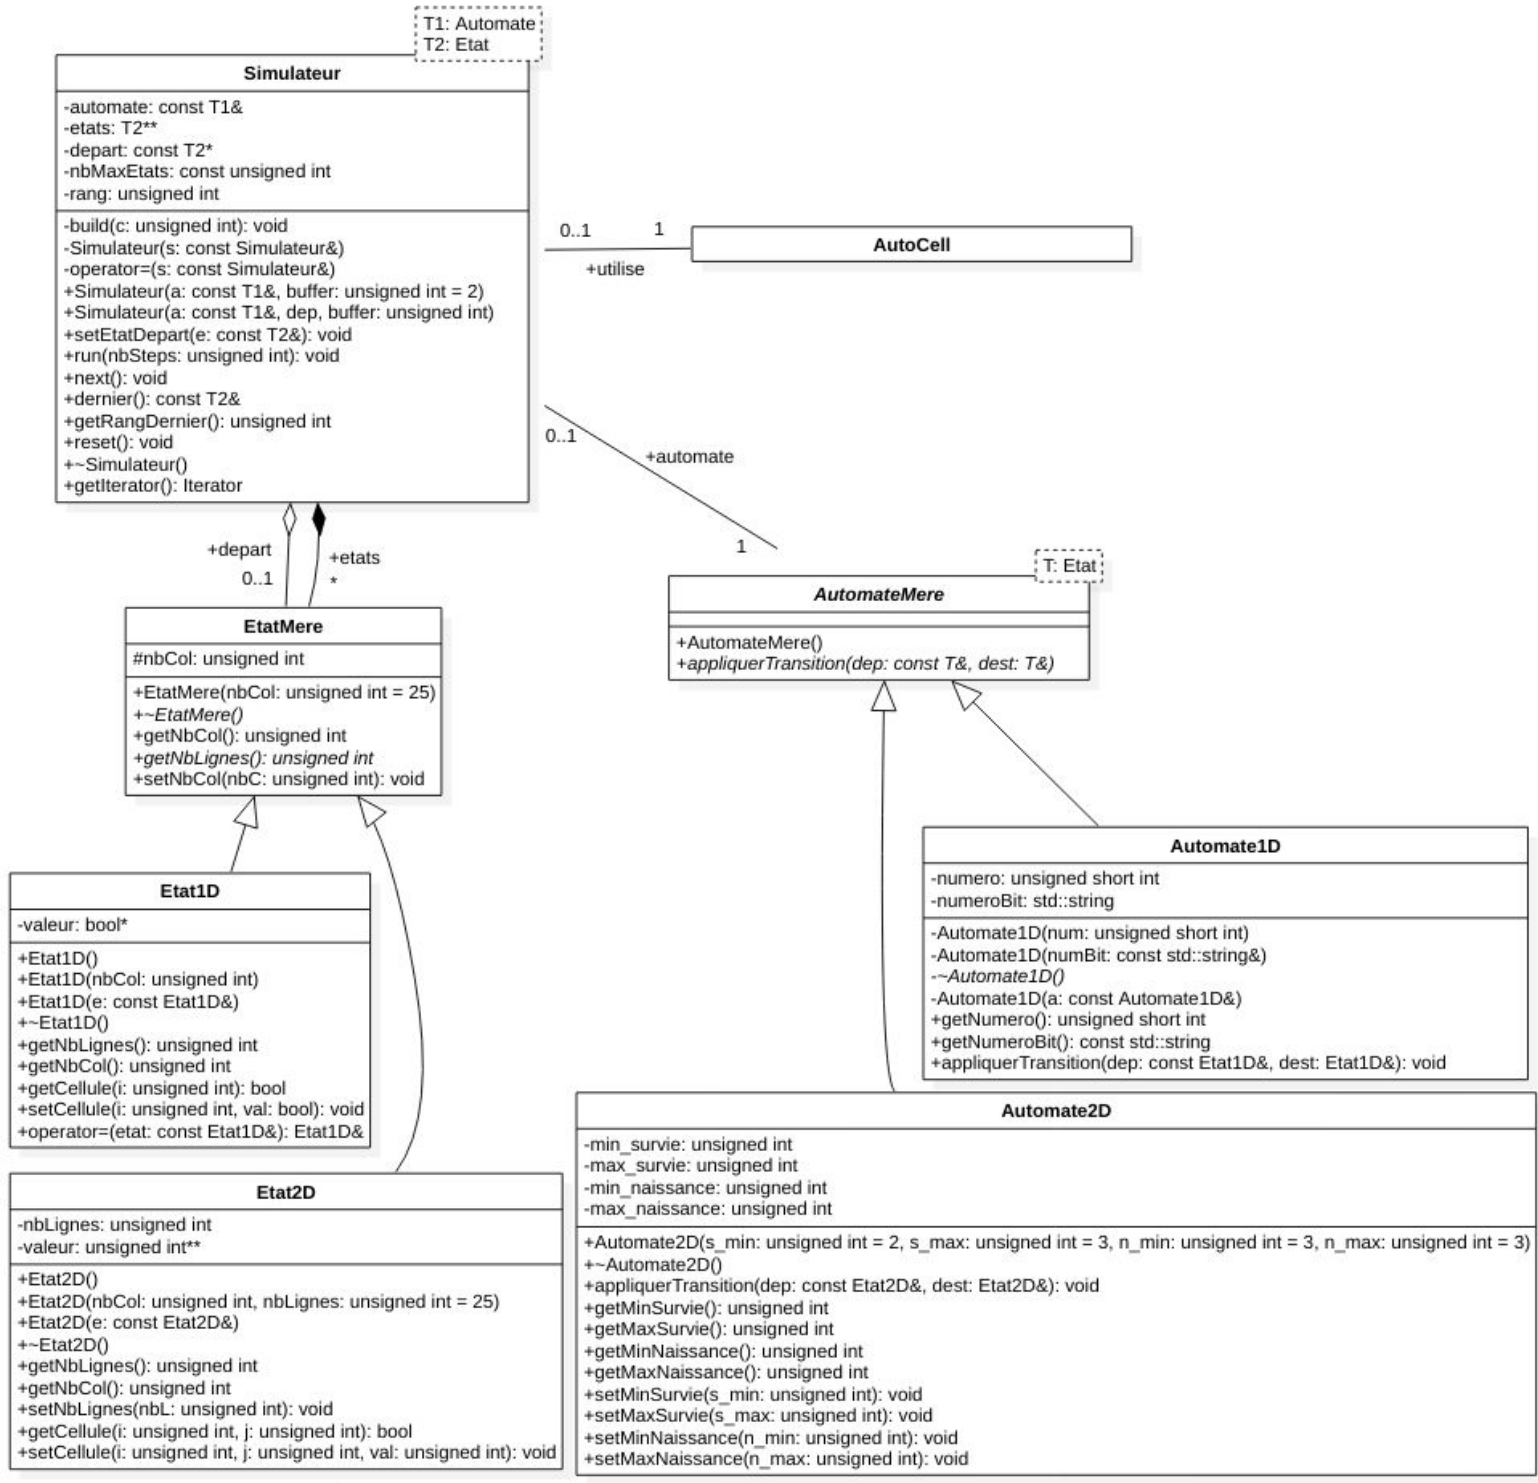 T1: Automate
T2: Etat
Simulateur
-automate: const T1&
-etats: T2**
-depart: const T2*
-nbMaxEtats: const unsigned int
-rang: unsigned int
-build(c: unsigned int): void
-Simulateur(s: const Simulateur&)
-operator=(s: const Simulateur&)
+Simulateur(a: const T1&, buffer: unsigned int = 2)
+Simulateur(a: const T1&, dep, buffer: unsigned int)
+setEtatDepart(e: const T2&): void
+run(nbSteps: unsigned int): void
+next(): void
+dernier(): const T2&
+getRangDernier(): unsigned int
+reset(): void
+~Simulateur()
+getIterator(): Iterator
0..1
1
+utilise
AutoCell
0..1
+automate
1
+depart
0..1
+etats
*
EtatMere
#nbCol: unsigned int
+EtatMere(nbCol: unsigned int = 25)
+~EtatMere()
+getNbCol(): unsigned int
+getNbLignes(): unsigned int
+setNbCol(nbC: unsigned int): void
T: Etat
AutomateMere
+AutomateMere()
+appliquerTransition(dep: const T&, dest: T&)
Etat1D
-valeur: bool*
+Etat1D()
+Etat1D(nbCol: unsigned int)
+Etat1D(e: const Etat1D&)
+~Etat1D()
+getNbLignes(): unsigned int
+getNbCol(): unsigned int
+getCellule(i: unsigned int): bool
+setCellule(i: unsigned int, val: bool): void
+operator=(etat: const Etat1D&): Etat1D&
Automate1D
-numero: unsigned short int
-numeroBit: std::string
-Automate1D(num: unsigned short int)
-Automate1D(numBit: const std::string&)
-~Automate1D()
-Automate1D(a: const Automate1D&)
+getNumero(): unsigned short int
+getNumeroBit(): const std::string
+appliquerTransition(dep: const Etat1D&, dest: Etat1D&): void
Etat2D
-nbLignes: unsigned int
-valeur: unsigned int**
+Etat2D()
+Etat2D(nbCol: unsigned int, nbLignes: unsigned int = 25)
+Etat2D(e: const Etat2D&)
+~Etat2D()
+getNbLignes(): unsigned int
+getNbCol(): unsigned int
+setNbLignes(nbL: unsigned int): void
+getCellule(i: unsigned int, j: unsigned int): bool
+setCellule(i: unsigned int, j: unsigned int, val: unsigned int): void
Automate2D
-min_survie: unsigned int
-max_survie: unsigned int
-min_naissance: unsigned int
-max_naissance: unsigned int
+Automate2D(s_min: unsigned int = 2, s_max: unsigned int = 3, n_min: unsigned int = 3, n_max: unsigned int = 3)
+~Automate2D()
+appliquerTransition(dep: const Etat2D&, dest: Etat2D&): void
+getMinSurvie(): unsigned int
+getMaxSurvie(): unsigned int
+getMinNaissance(): unsigned int
+getMaxNaissance(): unsigned int
+setMinSurvie(s_min: unsigned int): void
+setMaxSurvie(s_max: unsigned int): void
+setMinNaissance(n_min: unsigned int): void
+setMaxNaissance(n_max: unsigned int): void